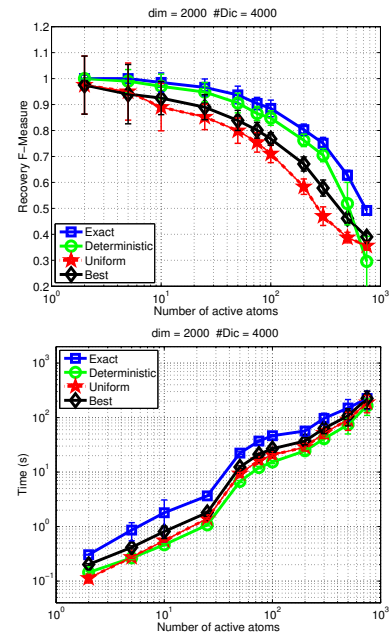 dim = 2000 #Dic = 4000
1.2
1.1
1
0.9
0.8
0.7
0.6
0.5
0.4
0.3
0.2
Recovery F-Measure
Exact
Deterministic
Uniform
Best
10^0 10^1 10^2 10^3
Number of active atoms
dim = 2000 #Dic = 4000
10^3
10^2
10^1
10^0
10^-1
Time (s)
Exact
Deterministic
Uniform
Best
10^0 10^1 10^2 10^3
Number of active atoms